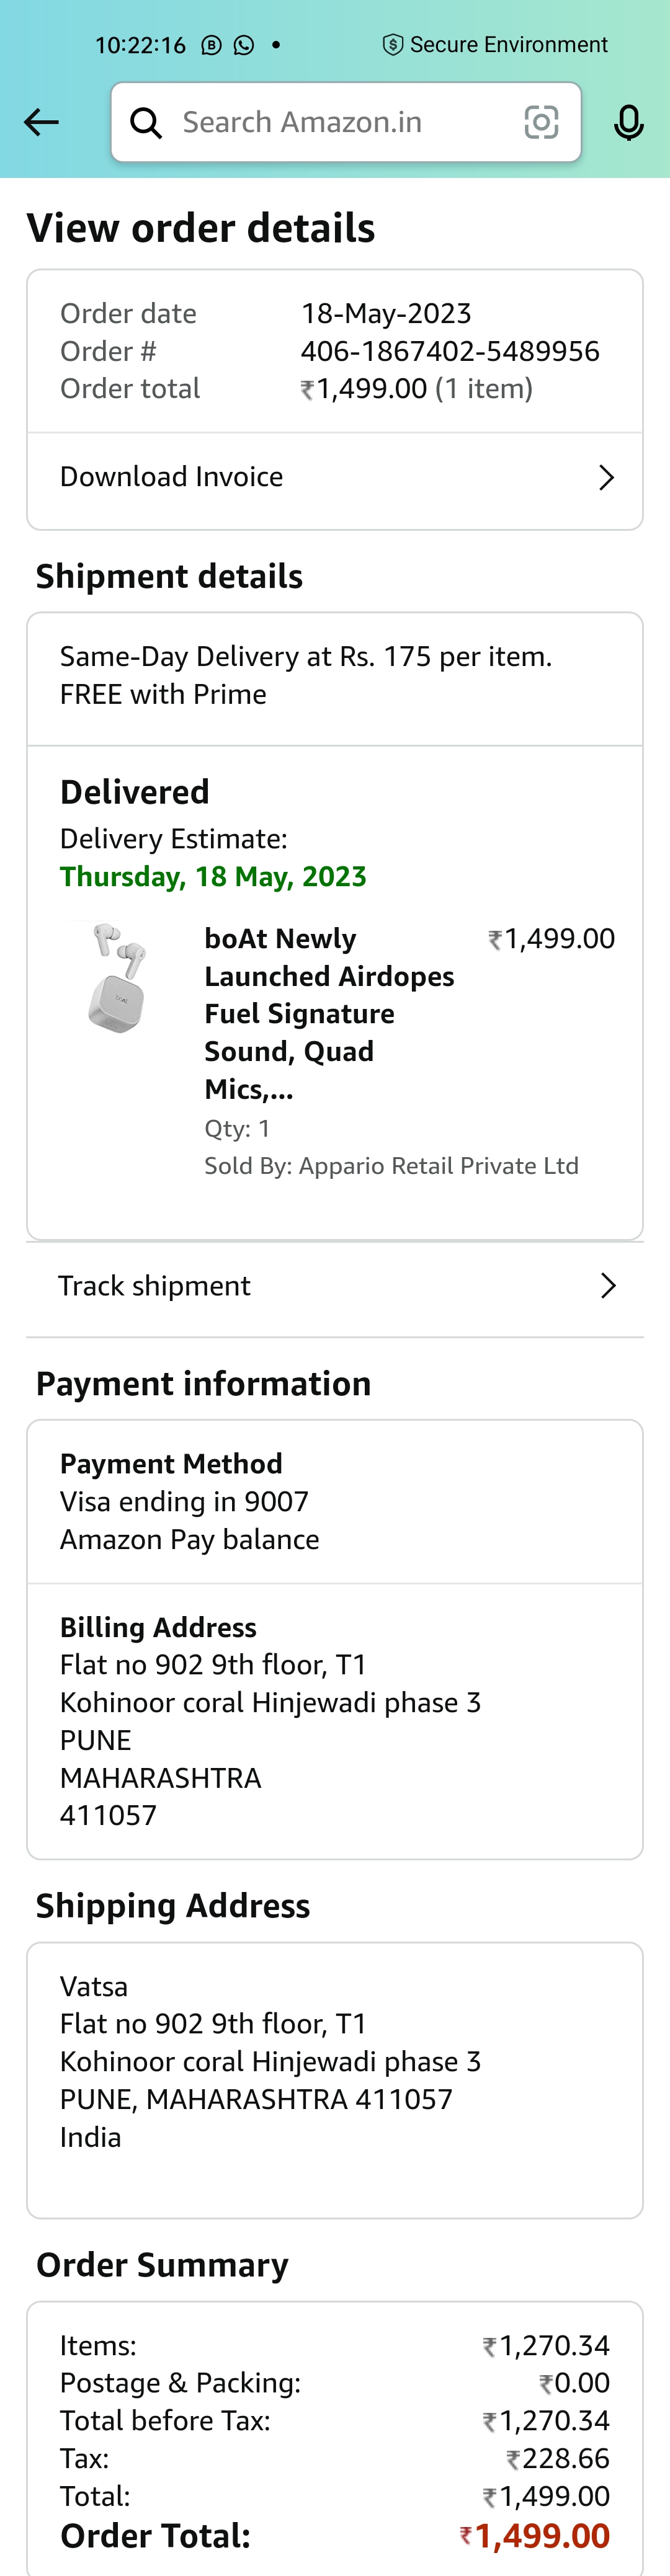 10:22:16
Secure Environment
Search Amazon.in
View order details
Order date 18-May-2023
Order # 406-1867402-5489956
Order total ₹1,499.00 (1 item)
Download Invoice
Shipment details
Same-Day Delivery at Rs. 175 per item.
FREE with Prime
Delivered
Delivery Estimate:
Thursday, 18 May, 2023
boAt Newly ₹1,499.00
Launched Airdopes
Fuel Signature
Sound, Quad
Mics,...
Qty: 1
Sold By: Appario Retail Private Ltd
Track shipment
Payment information
Payment Method
Visa ending in 9007
Amazon Pay balance
Billing Address
Flat no 902 9th floor, T1
Kohinoor coral Hinjewadi phase 3
PUNE
MAHARASHTRA
411057
Shipping Address
Vatsa
Flat no 902 9th floor, T1
Kohinoor coral Hinjewadi phase 3
PUNE, MAHARASHTRA 411057
India
Order Summary
Items: ₹1,270.34
Postage & Packing: ₹0.00
Total before Tax: ₹1,270.34
Tax: ₹228.66
Total: ₹1,499.00
Order Total: ₹1,499.00